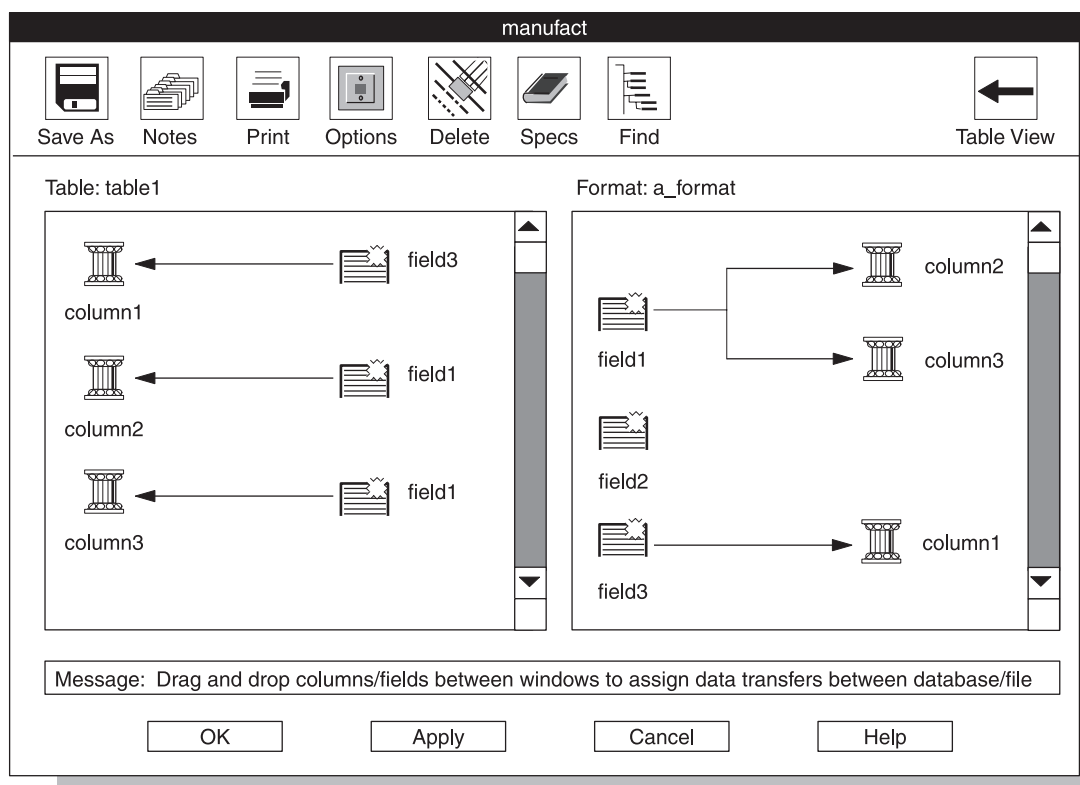 manufact
Save As Notes Print Options Delete Specs Find Table View
Table: table1
Format: a_format
field3
column1
field1
column2
field1
column3
column2
field1
column3
field2
column1
field3
Message: Drag and drop columns/fields between windows to assign data transfers between database/file
OK Apply Cancel Help